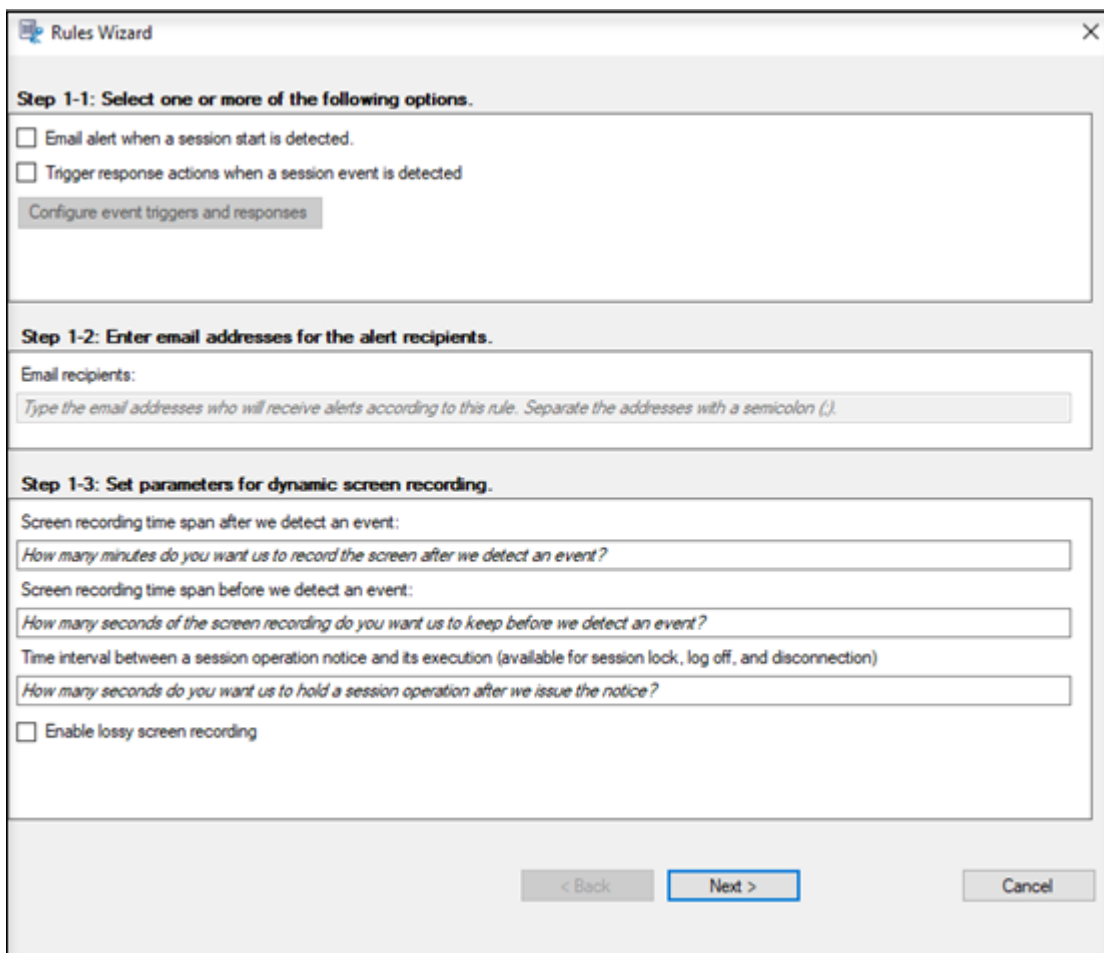 Rules Wizard
Step 1-1: Select one or more of the following options.
Email alert when a session start is detected.
Trigger response actions when a session event is detected
Configure event triggers and responses
Step 1-2: Enter email addresses for the alert recipients.
Email recipients:
Type the email addresses who will receive alerts according to this rule. Separate the addresses with a semicolon (;).
Step 1-3: Set parameters for dynamic screen recording.
Screen recording time span after we detect an event:
How many minutes do you want us to record the screen after we detect an event?
Screen recording time span before we detect an event:
How many seconds of the screen recording do you want us to keep before we detect an event?
Time interval between a session operation notice and its execution (available for session lock, log off, and disconnection)
How many seconds do you want us to hold a session operation after we issue the notice?
Enable lossy screen recording
< Back Next > Cancel